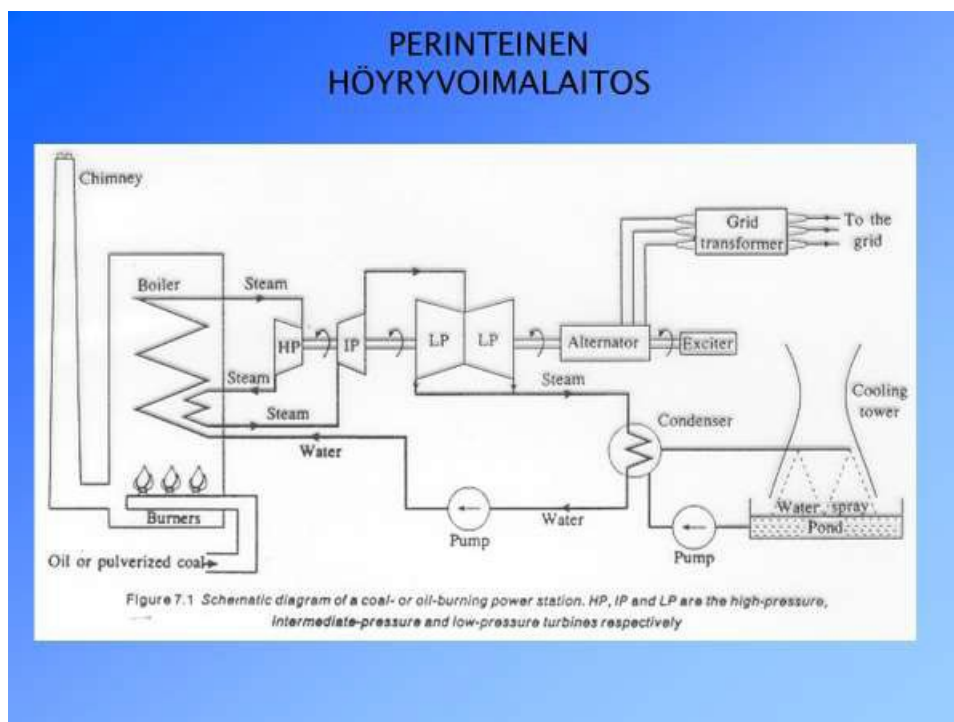 PERINTEINEN
HÖYRYVOIMALAITOS
Chimney
Boiler
Steam
HP
IP
LP
LP
Alternator
Exciter
Grid
transformer
To the
grid
Steam
Steam
Steam
Water
Condenser
Cooling
tower
Water spray
Pond
Burners
Pump
Water
Pump
Oil or pulverized coal
Figure 7.1 Schematic diagram of a coal- or oil-burning power station. HP, IP and LP are the high-pressure,
intermediate-pressure and low-pressure turbines respectively